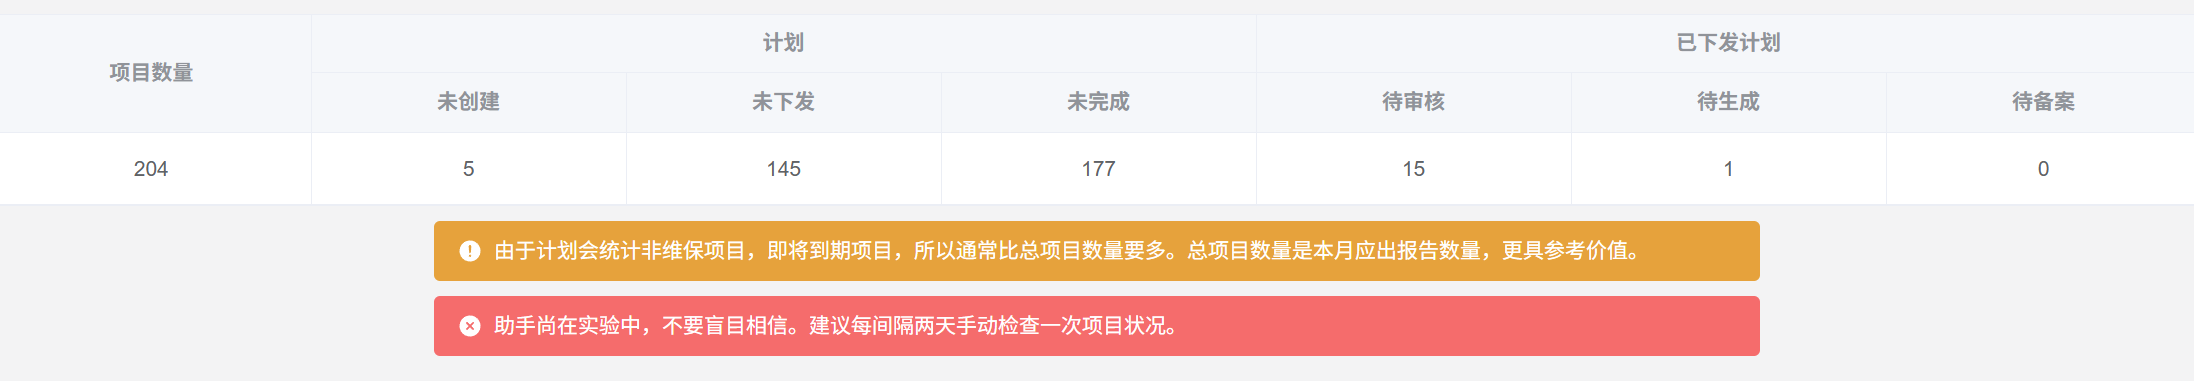 项目数量
计划
已下发计划
未创建
未下发
未完成
待审核
待生成
待备案
204
5
145
177
15
1
0
由于计划会统计非维保项目，即将到期项目，所以通常比总项目数量要多。总项目数量是本月应出报告数量，更具参考价值。
助手尚在实验中，不要盲目相信。建议每间隔两天手动检查一次项目状况。